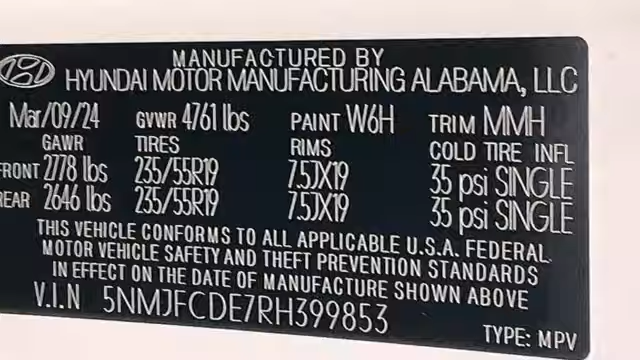 MANUFACTURED BY
HYUNDAI MOTOR MANUFACTURING ALABAMA, LLC
Mar/09/24 GVWR 4761 lbs PAINT W6H TRIM MMH
GAWR TIRES RIMS COLD TIRE INFL
FRONT 2778 lbs 235/55R19 7.5JX19 35 psi SINGLE
REAR 2646 lbs 235/55R19 7.5JX19 35 psi SINGLE
THIS VEHICLE CONFORMS TO ALL APPLICABLE U.S.A. FEDERAL
MOTOR VEHICLE SAFETY AND THEFT PREVENTION STANDARDS
IN EFFECT ON THE DATE OF MANUFACTURE SHOWN ABOVE
V.I.N 5NMJFCDE7RH399853
TYPE: MPV